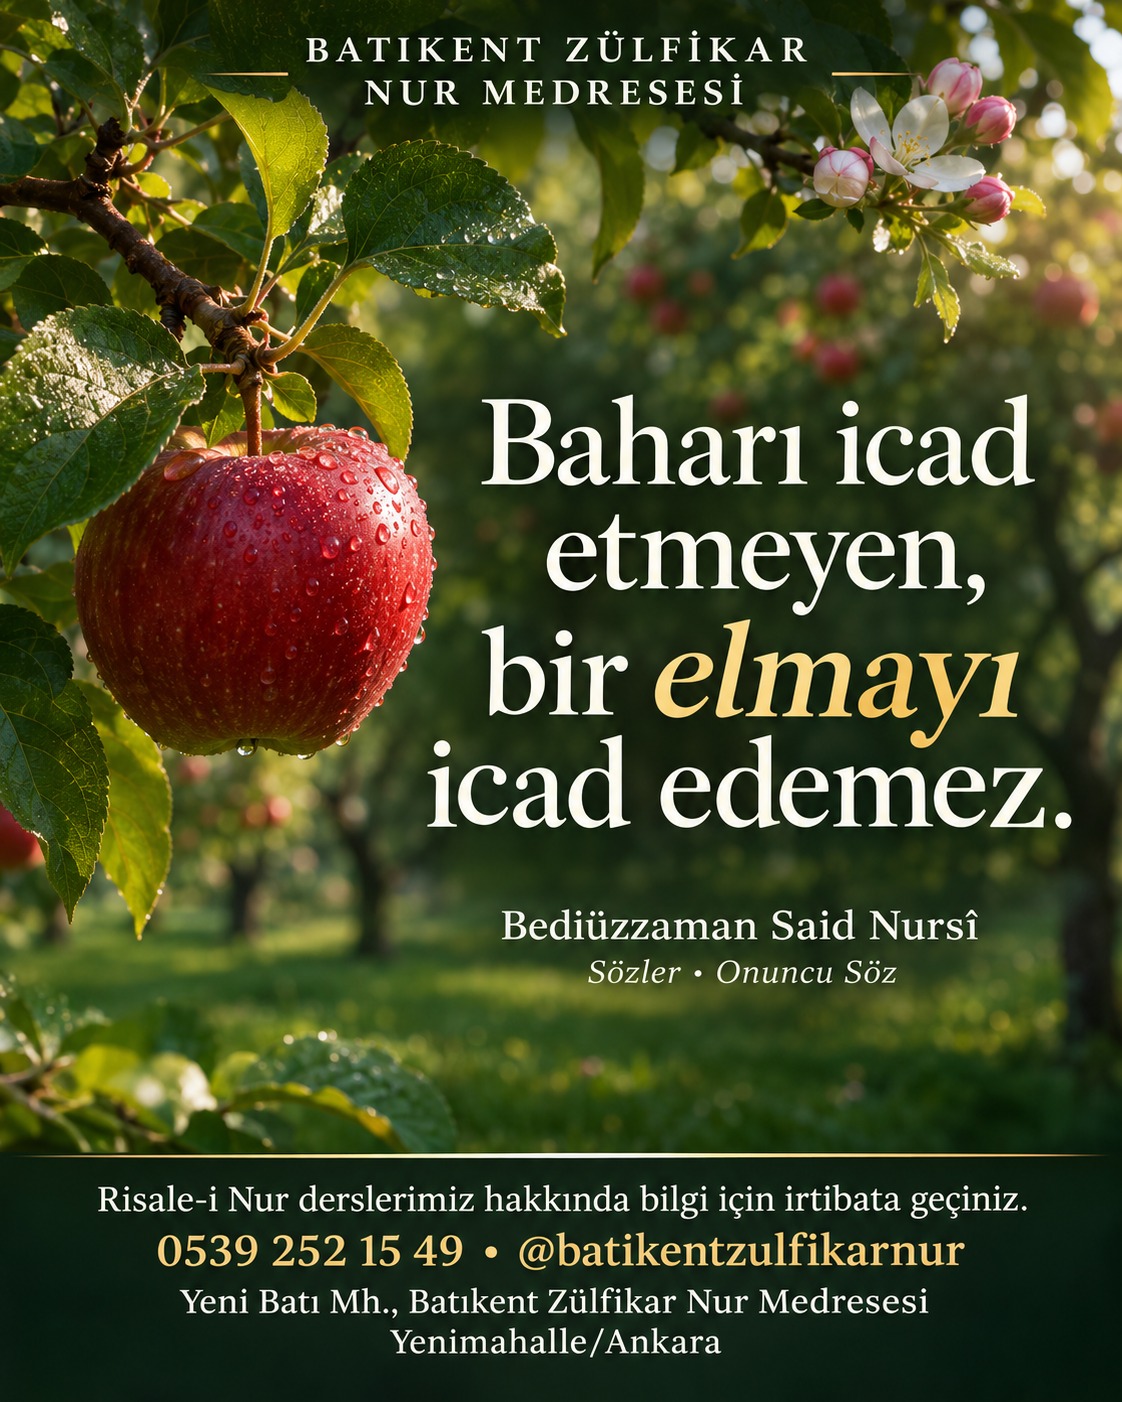 BATIKENT ZÜLFİKAR
NUR MEDRESESİ
Baharı icad
etmeyen,
bir elmayı
icad edemez.
Bediüzzaman Said Nursî
Sözler • Onuncu Söz
Risale-i Nur derslerimiz hakkında bilgi için irtibata geçiniz.
0539 252 15 49 • @batikentzulfikarnur
Yeni Batı Mh., Batıkent Zülfikar Nur Medresesi
Yenimahalle/Ankara